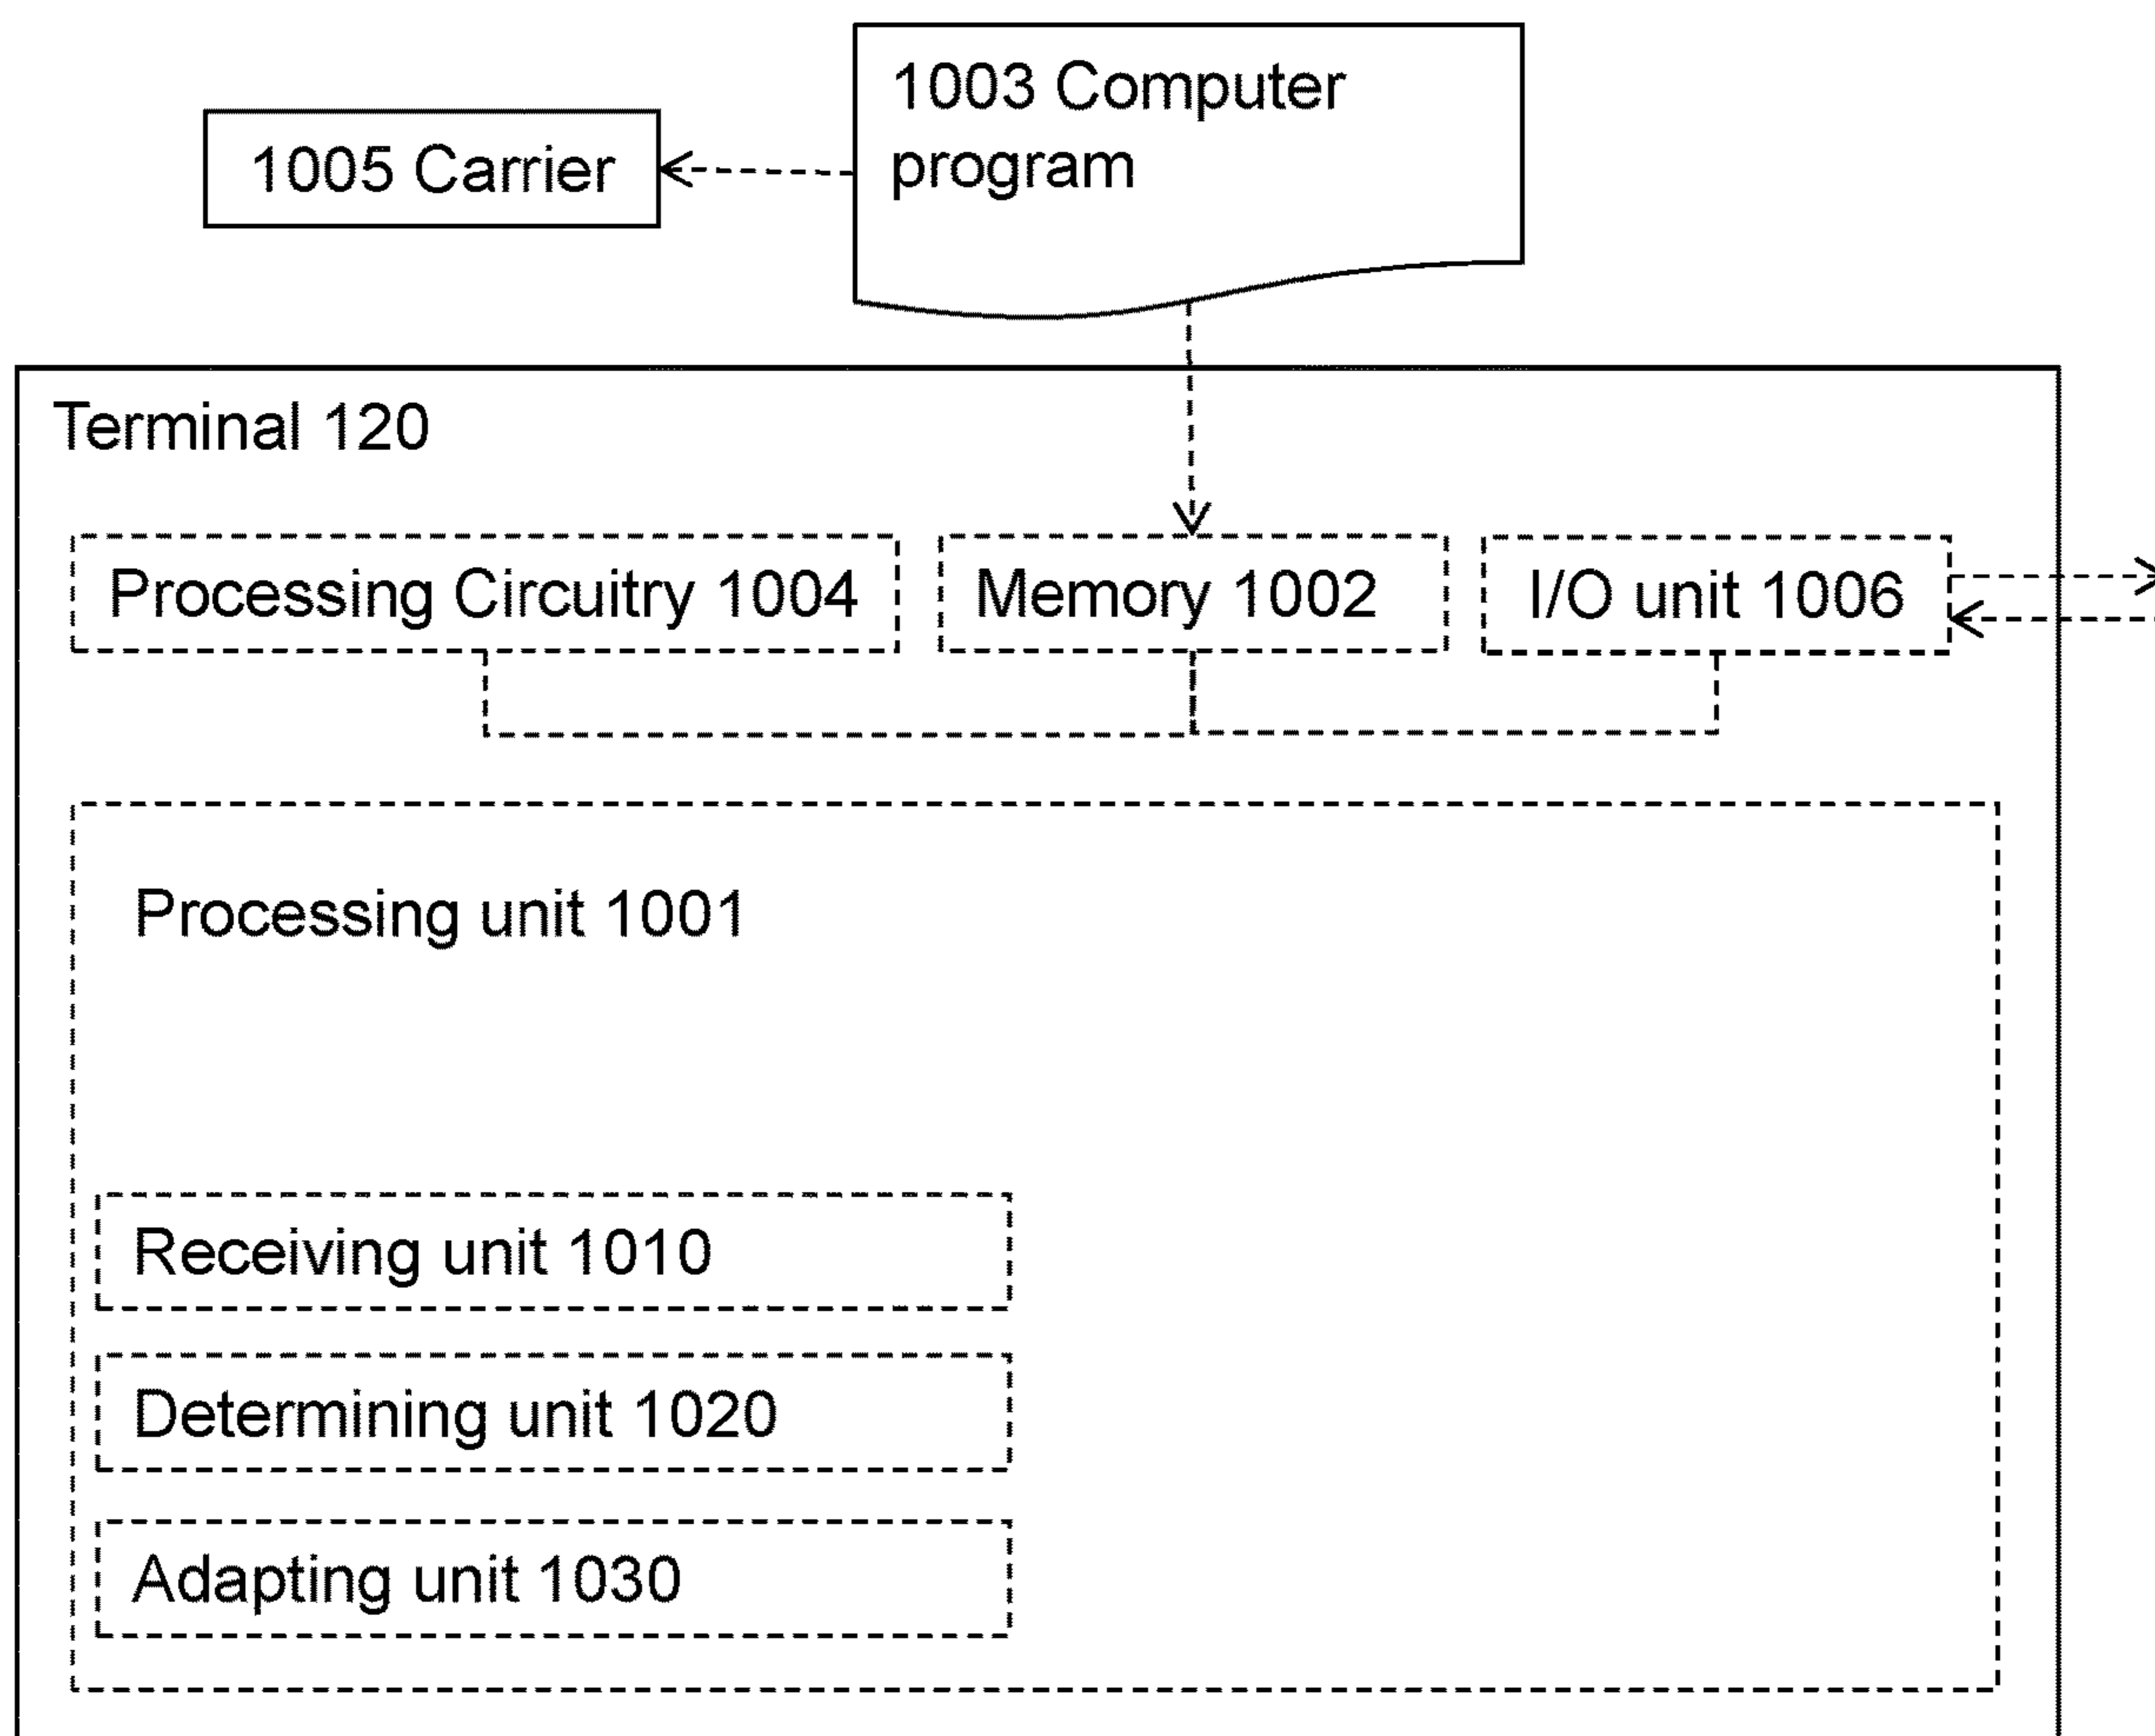 1003 Computer
program
1005 Carrier
Terminal 120
Processing Circuitry 1004
Memory 1002
I/O unit 1006
Processing unit 1001
Receiving unit 1010
Determining unit 1020
Adapting unit 1030